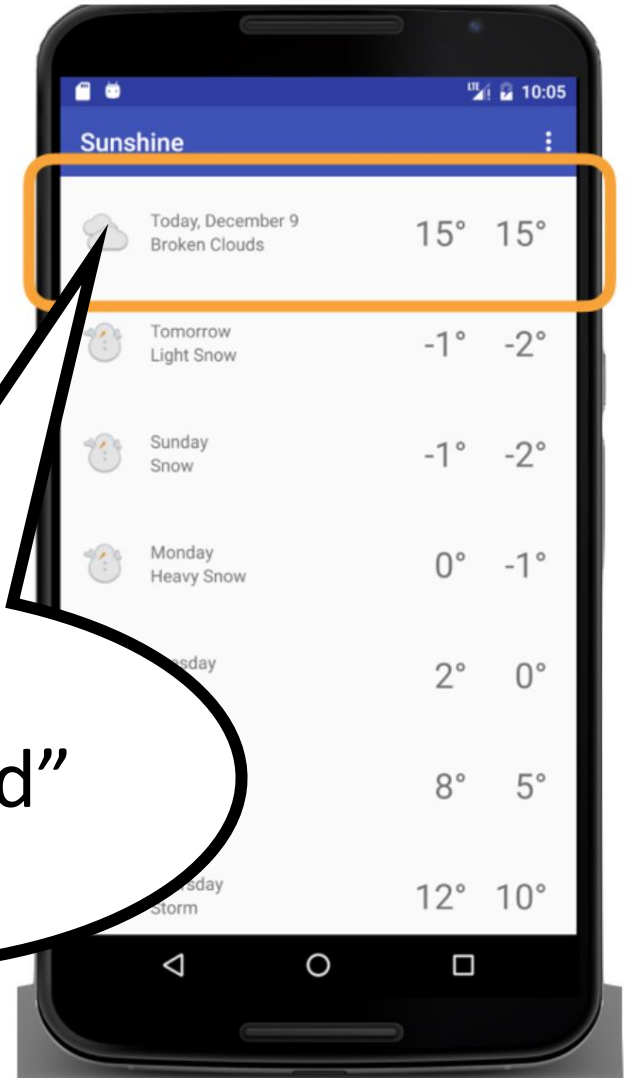 LTE 10:05
Sunshine
Today, December 9
Broken Clouds
15° 15°
Tomorrow
Light Snow
-1° -2°
Sunday
Snow
-1° -2°
Monday
Heavy Snow
0° -1°
2° 0°
d”
8° 5°
Storm
12° 10°